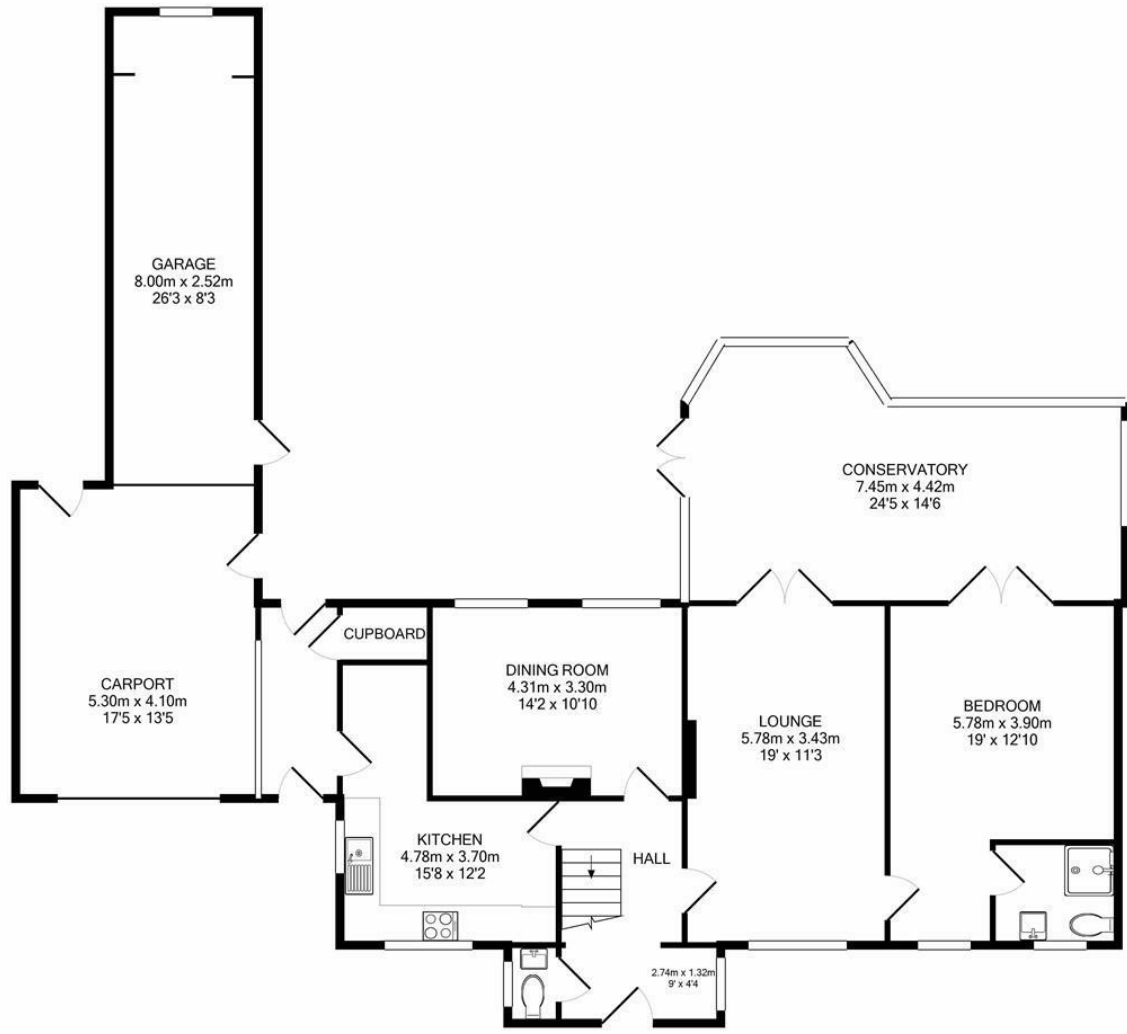 GARAGE
8.00m x 2.52m
26'3 x 8'3
CONSERVATORY
7.45m x 4.42m
24'5 x 14'6
CUPBOARD
DINING ROOM
4.31m x 3.30m
14'2 x 10'10
CARPORT
5.30m x 4.10m
17'5 x 13'5
LOUNGE
5.78m x 3.43m
19' x 11'3
BEDROOM
5.78m x 3.90m
19' x 12'10
KITCHEN
4.78m x 3.70m
15'8 x 12'2
HALL
2.74m x 1.32m
9' x 4'4